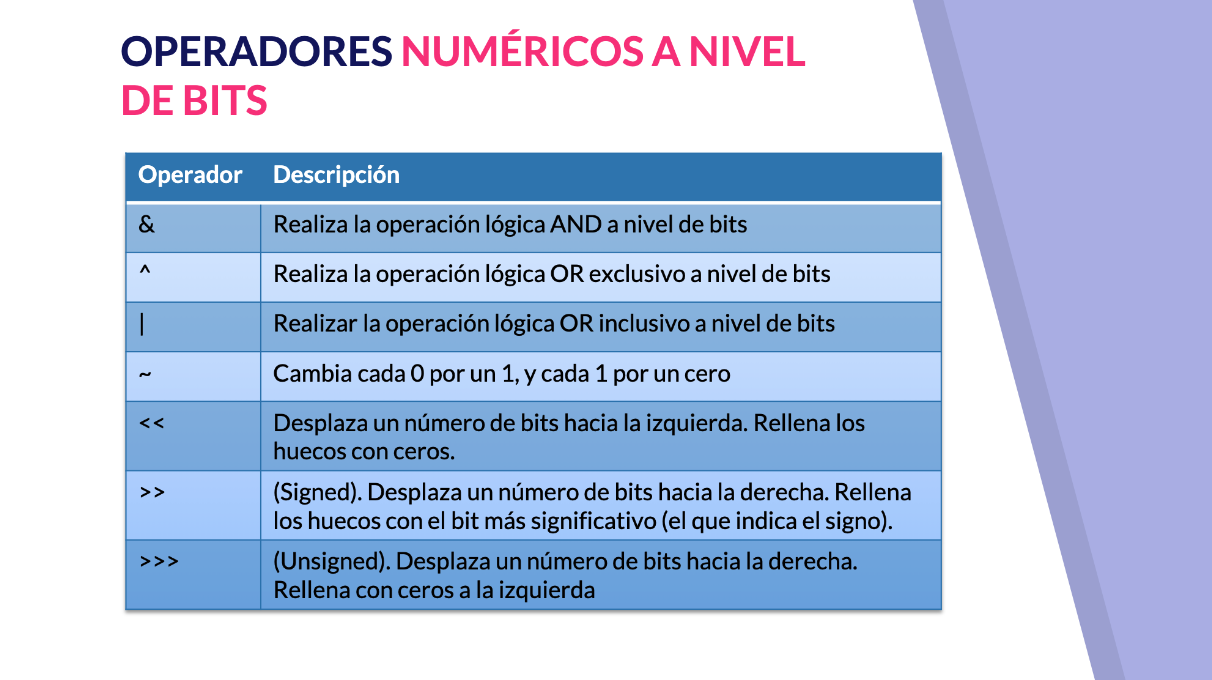 OPERADORES NUMÉRICOS A NIVEL
DE BITS
Operador Descripción
& Realiza la operación lógica AND a nivel de bits
^ Realiza la operación lógica OR exclusivo a nivel de bits
| Realizar la operación lógica OR inclusivo a nivel de bits
~ Cambia cada 0 por un 1, y cada 1 por un cero
<< Desplaza un número de bits hacia la izquierda. Rellena los
huecos con ceros.
>> (Signed). Desplaza un número de bits hacia la derecha. Rellena
los huecos con el bit más significativo (el que indica el signo).
>>> (Unsigned). Desplaza un número de bits hacia la derecha.
Rellena con ceros a la izquierda